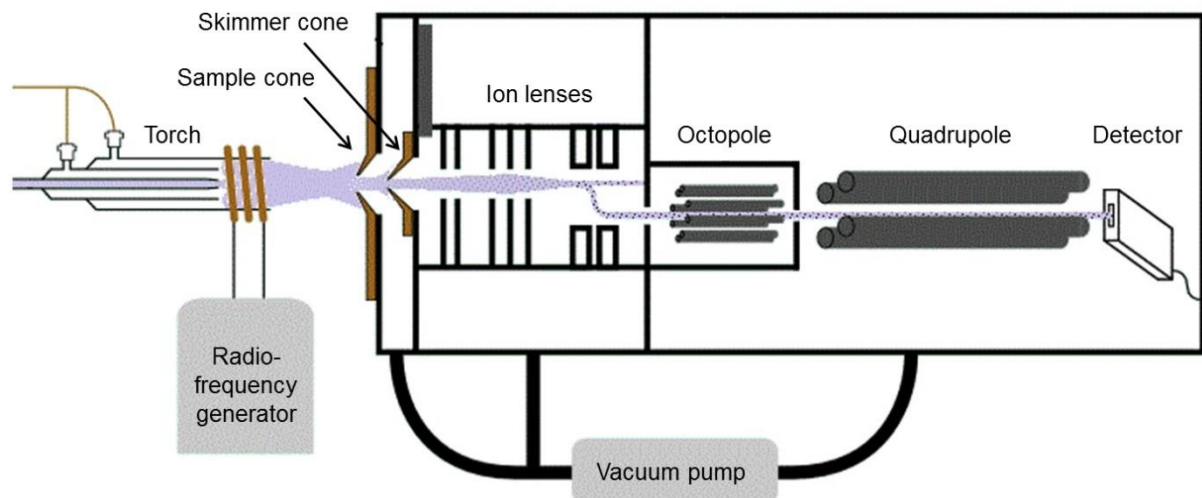 Skimmer cone
Sample cone
Torch
Ion lenses
Octopole
Quadrupole
Detector
Radio-
frequency
generator
Vacuum pump